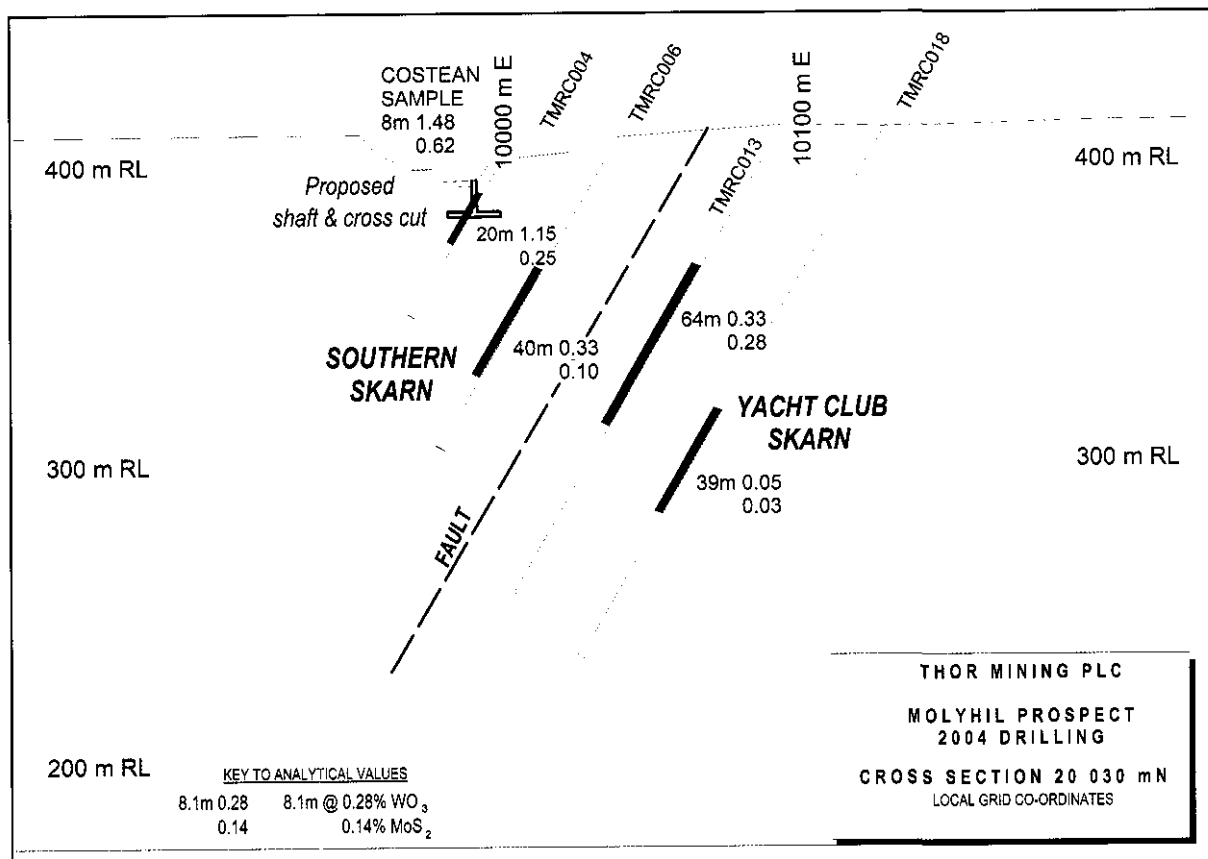 COSTEAN
SAMPLE
8m 1.48
0.62
10000 m E
TMRC004
TMRC006
10100 m E
TMRC018
TMRC013
400 m RL
400 m RL
Proposed
shaft & cross cut
20m 1.15
0.25
SOUTHERN
SKARN
40m 0.33
0.10
64m 0.33
0.28
YACHT CLUB
SKARN
39m 0.05
0.03
300 m RL
300 m RL
FAULT
200 m RL
KEY TO ANALYTICAL VALUES
8.1m 0.28 8.1m @ 0.28% WO₃
0.14 0.14% MoS₂
THOR MINING PLC
MOLYHIL PROSPECT
2004 DRILLING
CROSS SECTION 20 030 mN
LOCAL GRID CO-ORDINATES